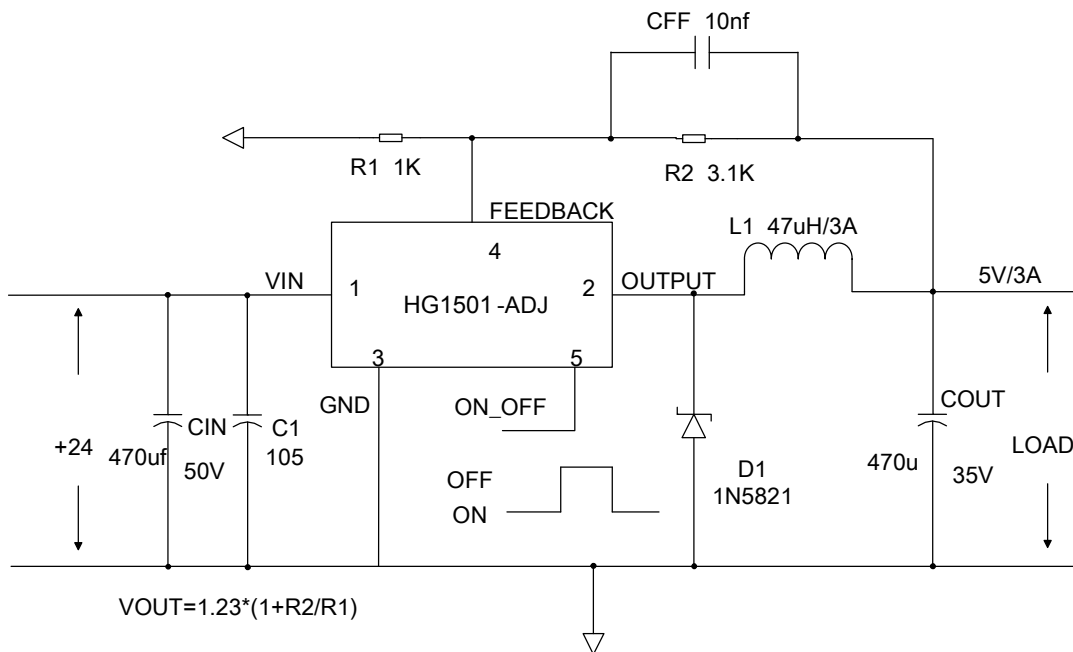 CFF 10nf
R1 1K
R2 3.1K
FEEDBACK
4
L1 47uH/3A
VIN
1
HG1501-ADJ
2
OUTPUT
5V/3A
3
5
GND
ON_OFF
+24
470uf
CIN
50V
C1
105
OFF
ON
D1
1N5821
COUT
470u
35V
LOAD
VOUT=1.23*(1+R2/R1)